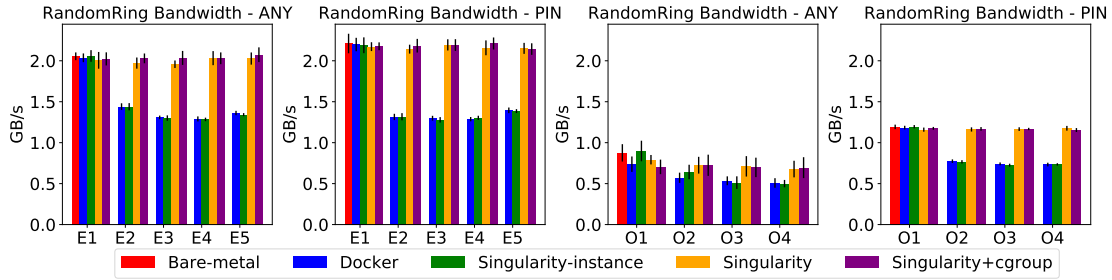 RandomRing Bandwidth - ANY
RandomRing Bandwidth - PIN
RandomRing Bandwidth - ANY
RandomRing Bandwidth - PIN
GB/s
2.0
1.5
1.0
0.5
0.0
E1 E2 E3 E4 E5
GB/s
2.0
1.5
1.0
0.5
0.0
E1 E2 E3 E4 E5
GB/s
2.0
1.5
1.0
0.5
0.0
O1 O2 O3 O4
GB/s
2.0
1.5
1.0
0.5
0.0
O1 O2 O3 O4
Bare-metal Docker Singularity-instance Singularity Singularity+cgroup